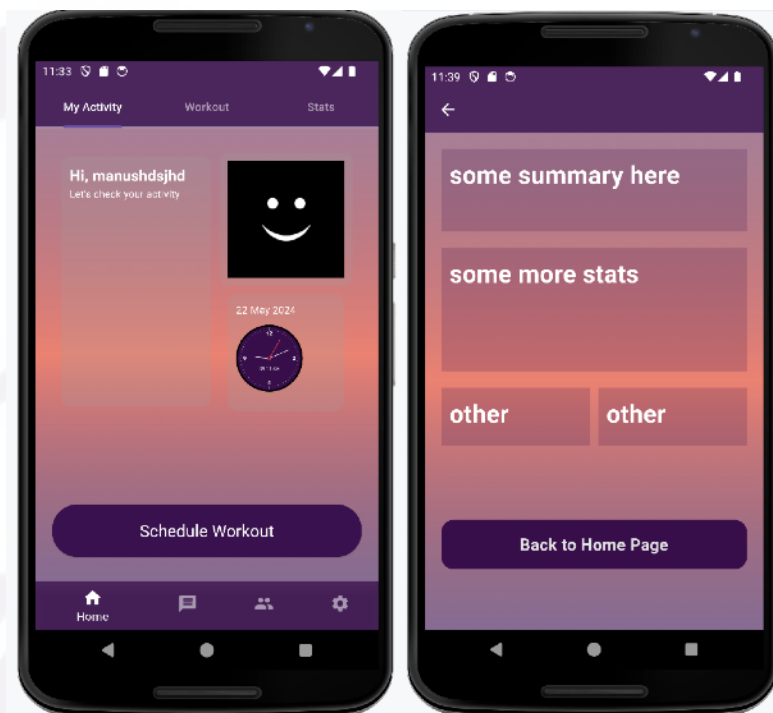 11:33
My Activity Workout Stats
Hi, manushdsjhd
Let's check your activity
22 May 2024
Schedule Workout
Home
11:39
some summary here
some more stats
other other
Back to Home Page